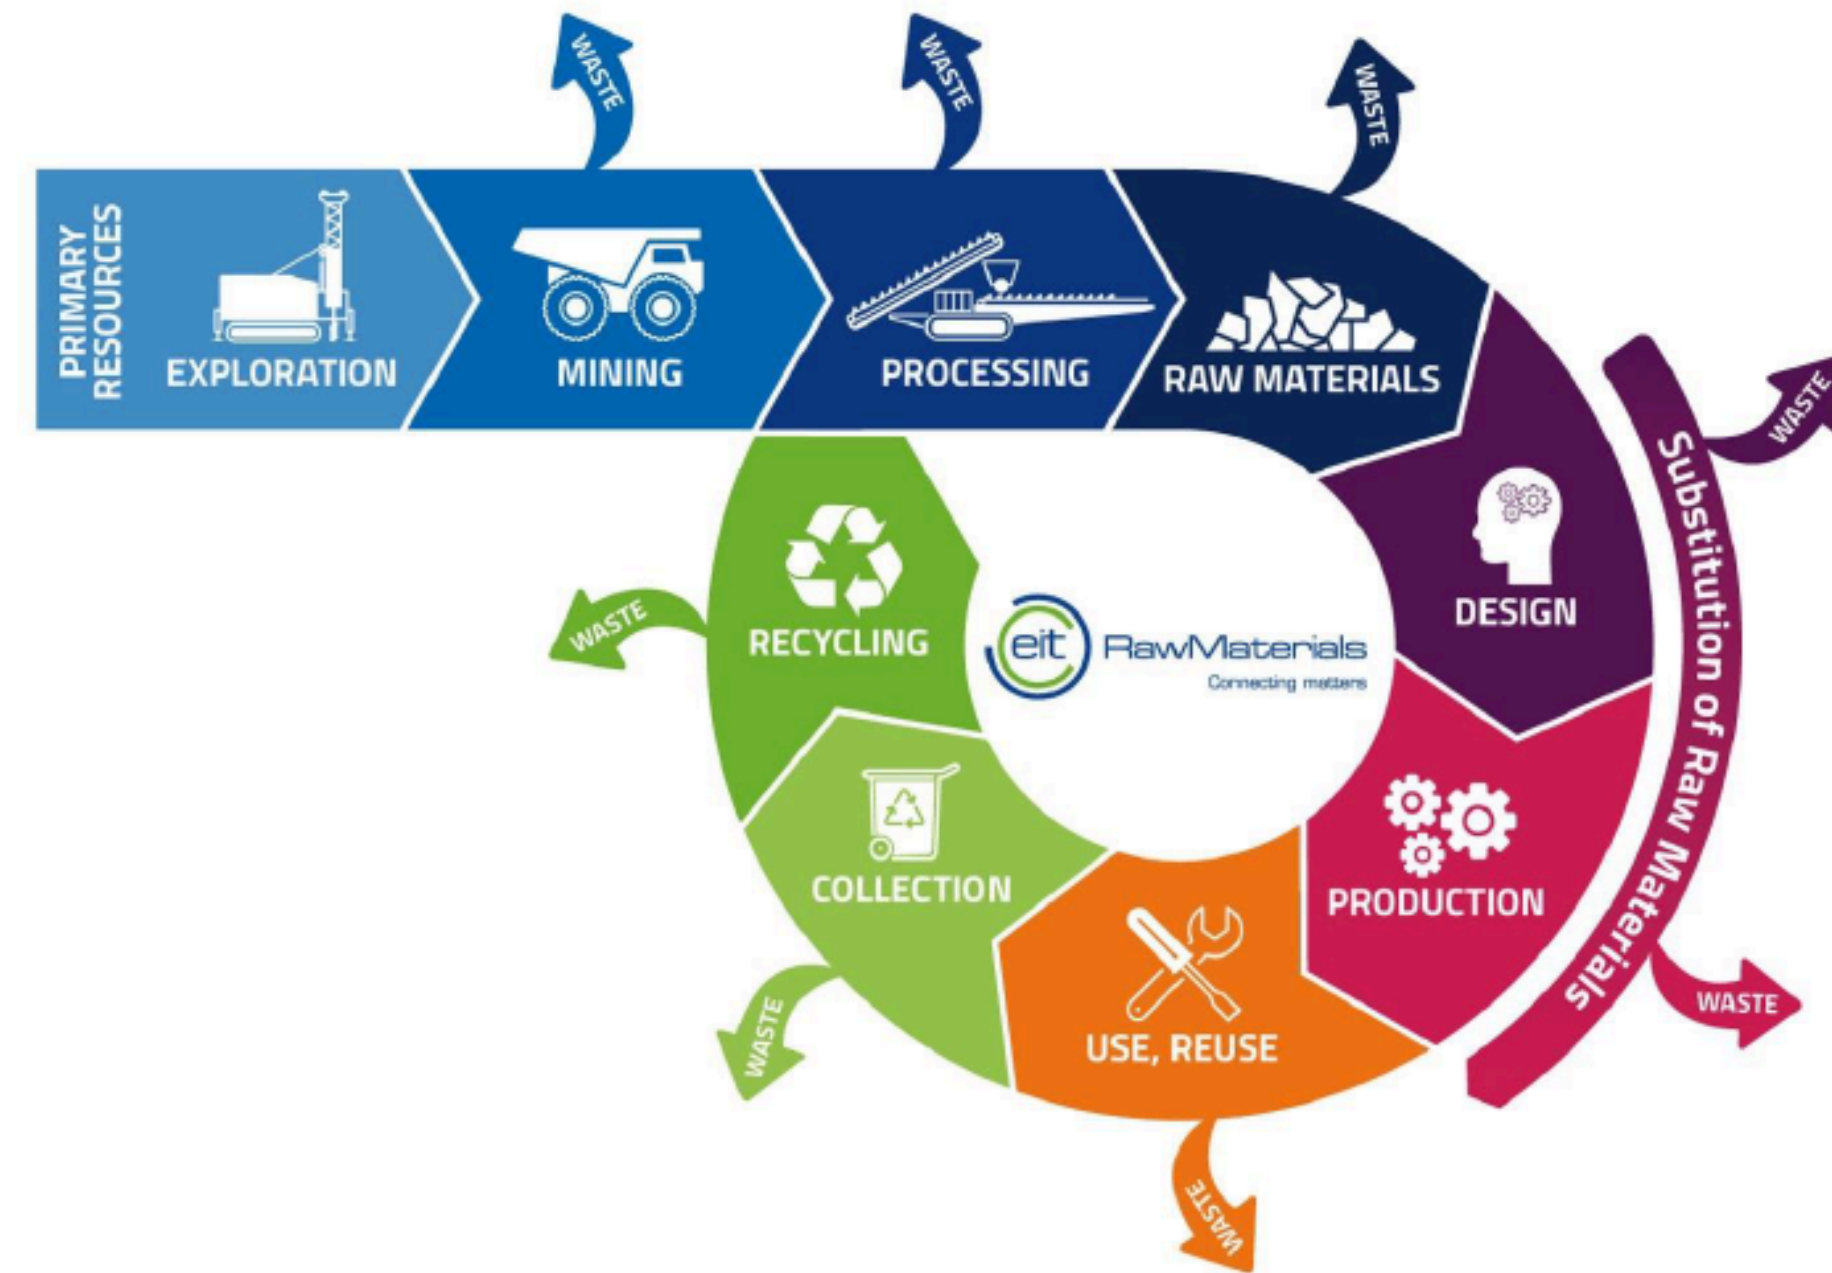 WASTE
WASTE
WASTE
PRIMARY
RESOURCES
EXPLORATION
MINING
PROCESSING
RAW MATERIALS
WASTE
Substitution of Raw Materials
DESIGN
RECYCLING
WASTE
eit RawMaterials
Connecting matters
PRODUCTION
COLLECTION
WASTE
WASTE
USE, REUSE
WASTE